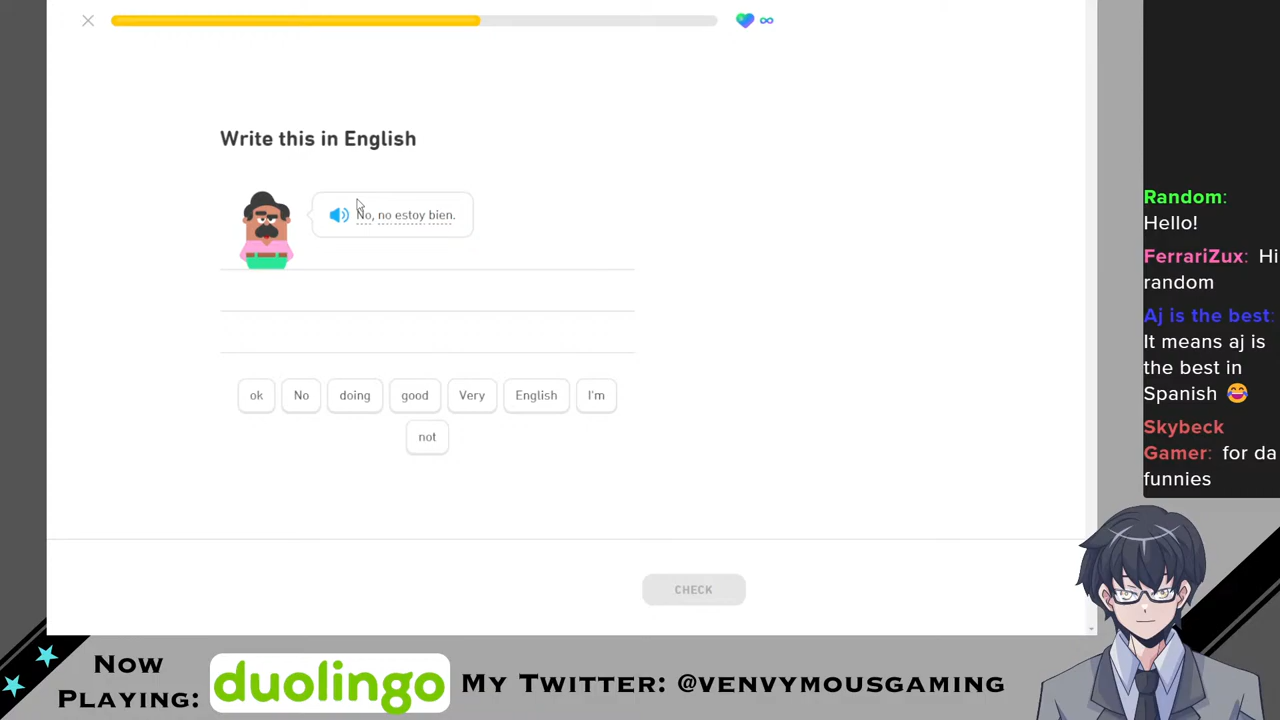 Write this in English
No, no estoy bien.
ok No doing good Very English I'm
not
CHECK
Random:
Hello!
FerrariZux: Hi
random
Aj is the best:
It means aj is
the best in
Spanish 😂
Skybeck
Gamer: for da
funnies
Now
Playing:
duolingo
My Twitter: @venvymousgaming